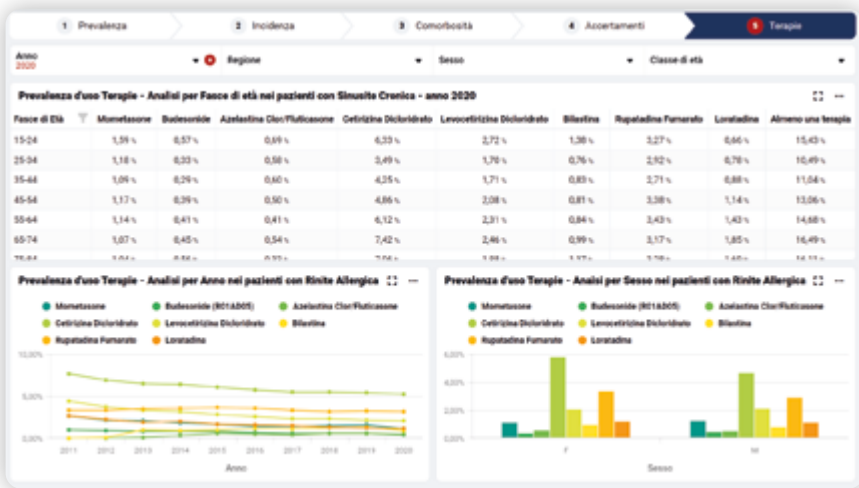 1 Prevalenza 2 Incidenza 3 Comorbosità 4 Accertamenti 5 Terapie
Anno Regione Sesso Classe di età
2020
Prevalenza d'uso Terapie - Analisi per Fasce di età nei pazienti con Sinusite Cronica - anno 2020
Fasce di Età Mometasone Budesonide Azelastina Clor/Fluticasone Cetirizina Dicloridrato Levocetirizina Dicloridrato Bilastina Rupatadina Fumarato Loratadina Almeno una terapia
15-24 1,59 % 0,57 % 0,69 % 6,33 % 2,72 % 1,38 % 3,27 % 0,66 % 15,43 %
25-34 1,18 % 0,33 % 0,58 % 3,49 % 1,70 % 0,76 % 2,92 % 0,78 % 10,49 %
35-44 1,09 % 0,29 % 0,60 % 4,25 % 1,71 % 0,83 % 2,71 % 0,88 % 11,04 %
45-54 1,17 % 0,39 % 0,50 % 4,86 % 2,08 % 0,81 % 3,38 % 1,14 % 13,06 %
55-64 1,14 % 0,41 % 0,41 % 6,12 % 2,31 % 0,84 % 3,43 % 1,43 % 14,68 %
65-74 1,07 % 0,45 % 0,54 % 7,42 % 2,46 % 0,99 % 3,17 % 1,85 % 16,49 %
Prevalenza d'uso Terapie - Analisi per Anno nei pazienti con Rinite Allergica
Mometasone Budesonide (R01AD05) Azelastina Clor/Fluticasone
Cetirizina Dicloridrato Levocetirizina Dicloridrato Bilastina
Rupatadina Fumarato Loratadina
10,00%
5,00%
0,00%
2011 2012 2013 2014 2015 2016 2017 2018 2019 2020
Anno
Prevalenza d'uso Terapie - Analsi per Sesso nei pazienti con Rinite Allergica
Mometasone Budesonide (R01AD05) Azelastina Clor/Fluticasone
Cetirizina Dicloridrato Levocetirizina Dicloridrato Bilastina
Rupatadina Fumarato Loratadina
6,00%
4,00%
2,00%
0,00%
F M
Sesso